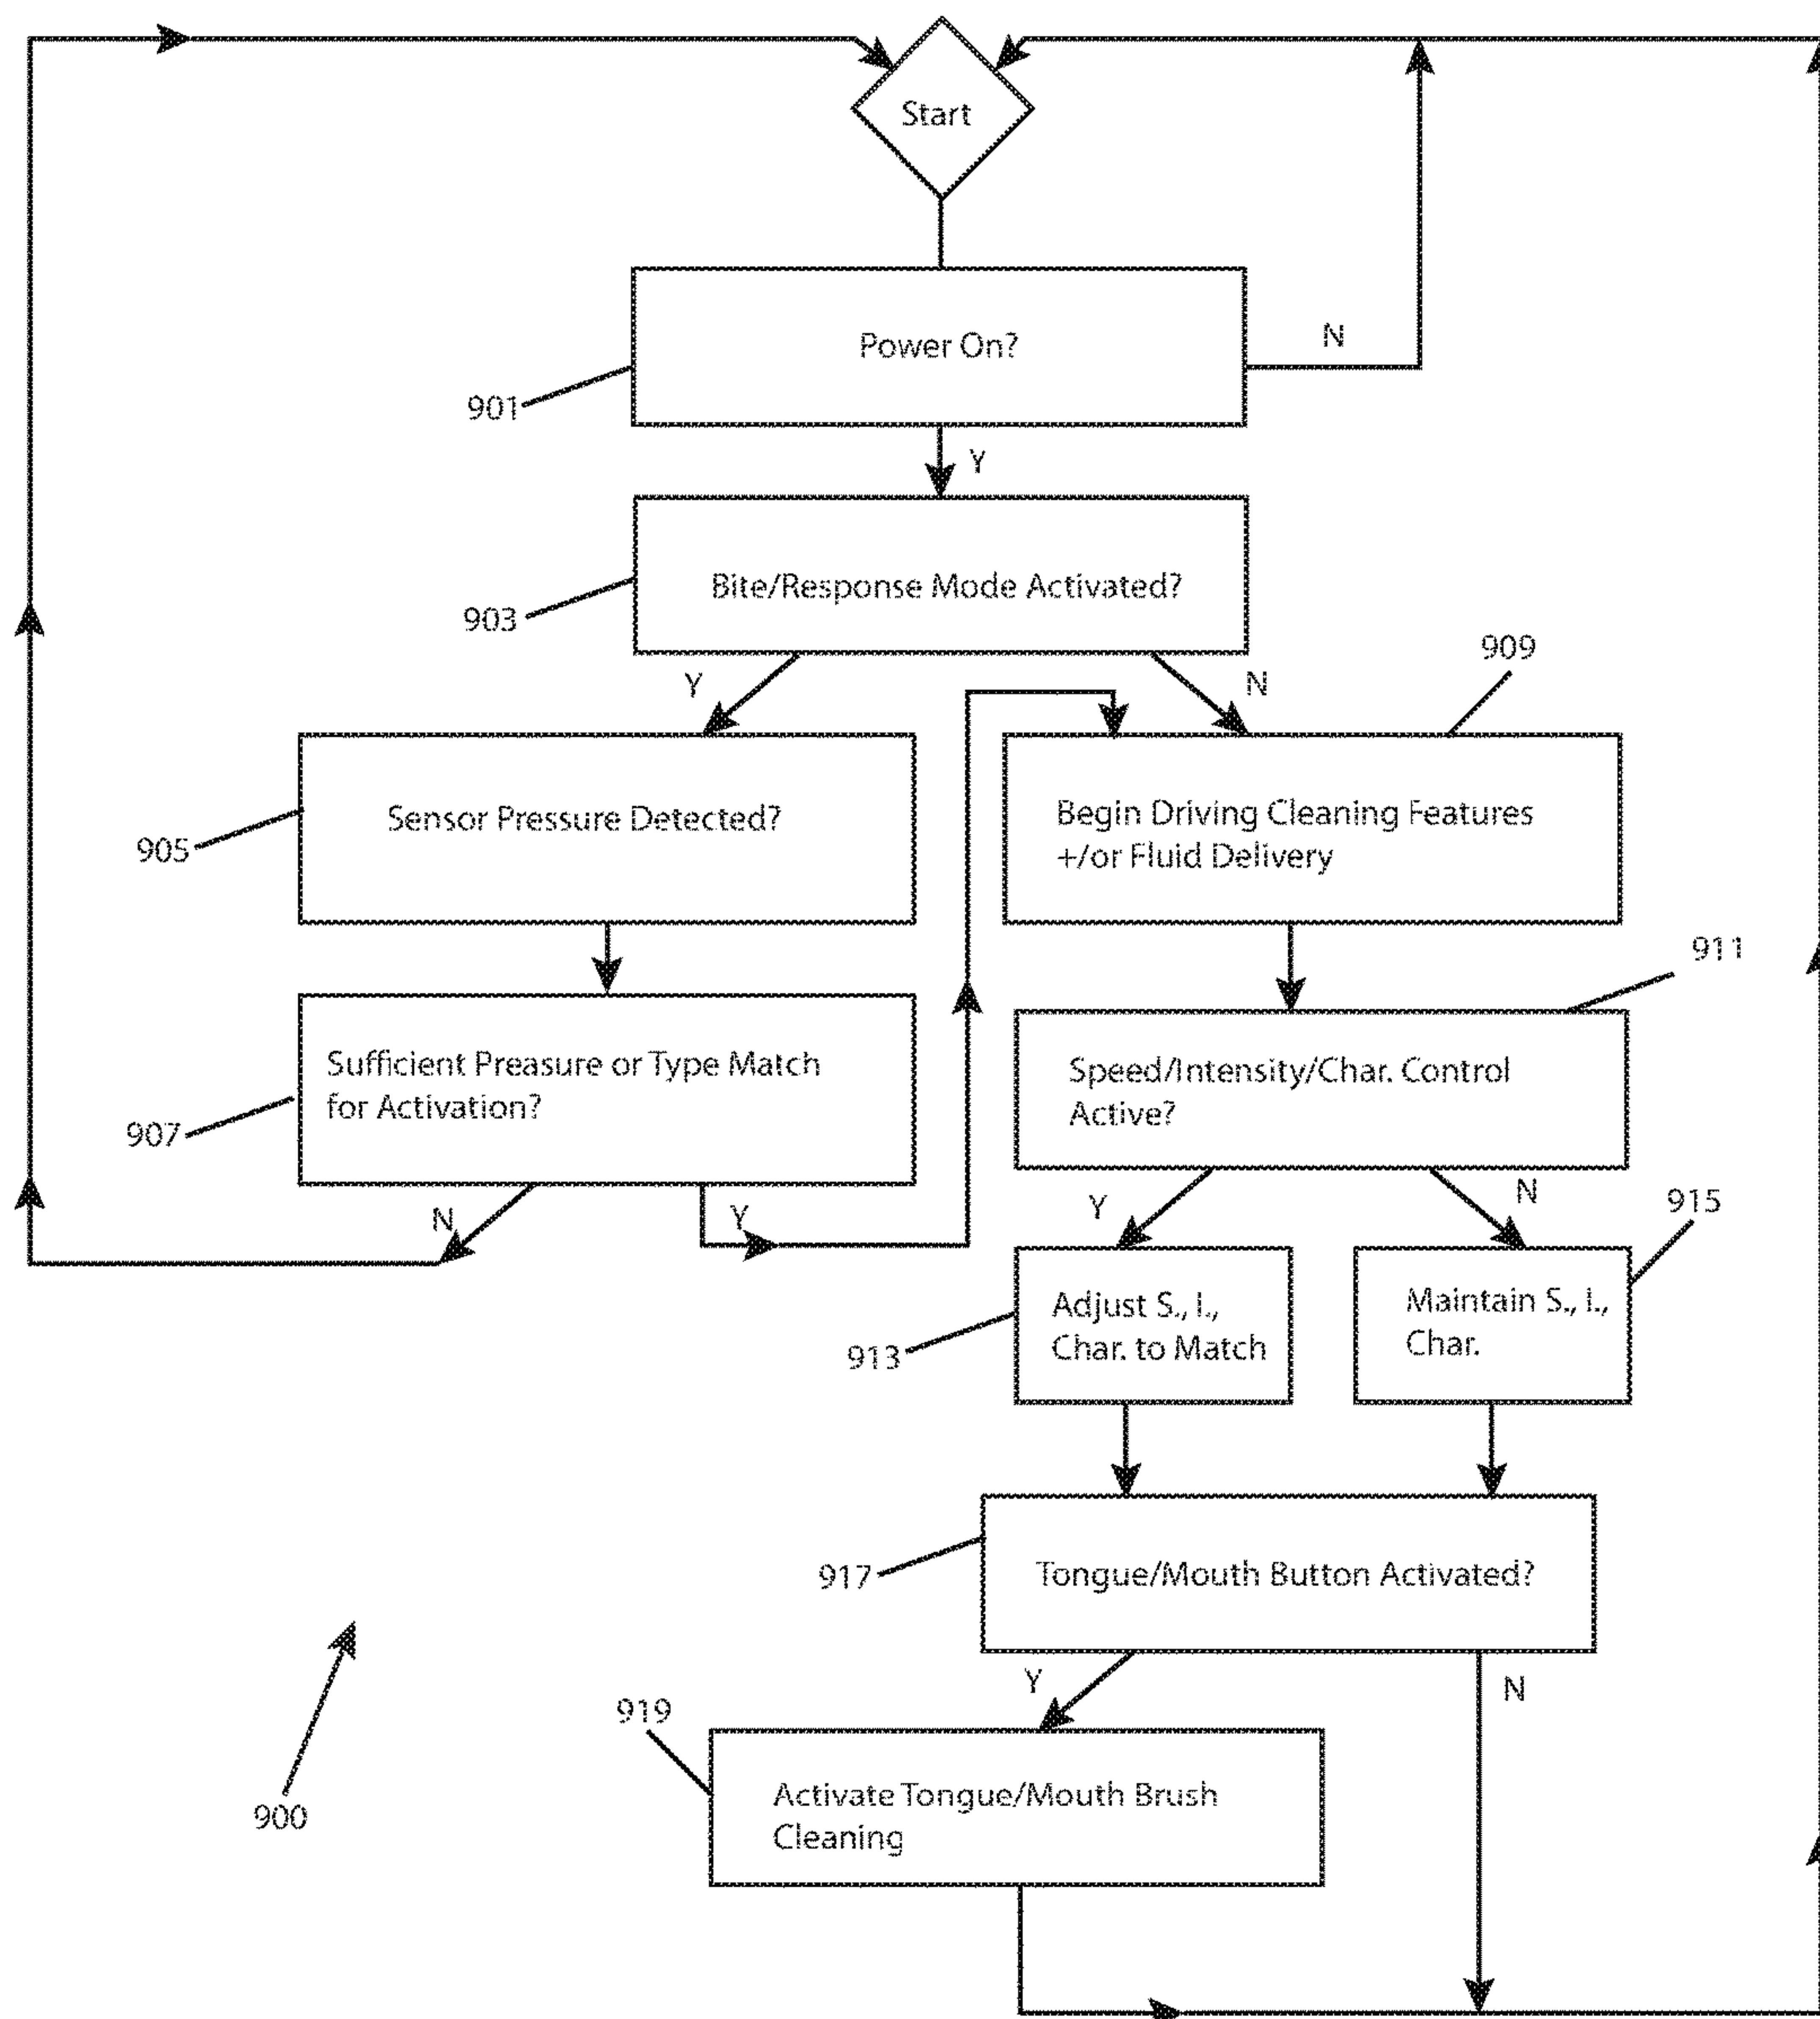 Start
Power On?
N
901
Y
Bite/Response Mode Activated?
903
909
Y
N
Sensor Pressure Detected?
905
Begin Driving Cleaning Features
+/or Fluid Delivery
911
Sufficient Preasure or Type Match
for Activation?
907
Speed/Intensity/Char. Control
Active?
N
Y
Y
N
915
Adjust S., I.,
Char. to Match
913
Maintain S., I.,
Char.
Tongue/Mouth Button Activated?
917
Y
N
919
Activate Tongue/Mouth Brush
Cleaning
900